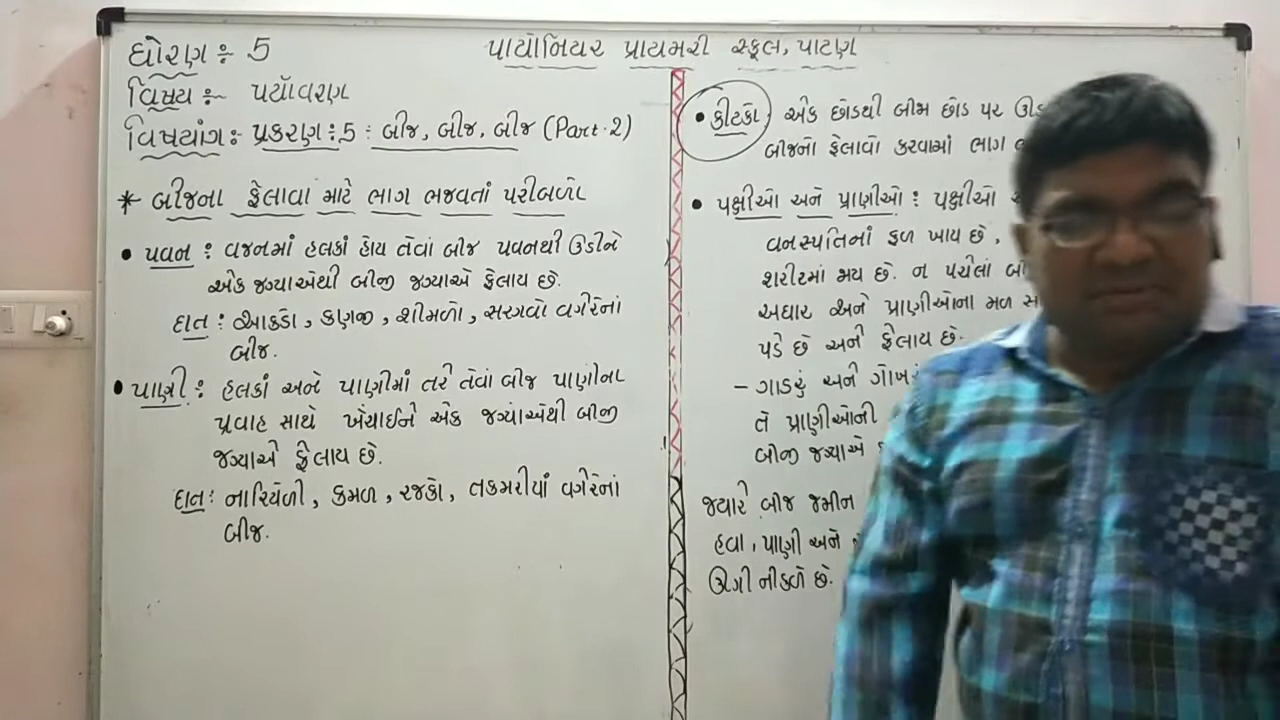 પાયોનિયર પ્રાયમરી સ્કૂલ, પાટણ
ધોરણ ઃ 5
વિષય ઃ- પર્યાવરણ
વિષયાંગ ઃ પ્રકરણ ઃ 5 ઃ બીજ, બીજ, બીજ (Part-2)
* બીજના ફેલાવા માટે ભાગ ભજવતાં પરીબળો
• પવન : વજનમાં હલકાં હોય તેવાં બીજ પવનથી ઉડીને
એક જગ્યાએથી બીજી જગ્યાએ ફેલાય છે.
દાત : આકડો, કણજી, શીમળો, સરગવો વગેરેનાં
બીજ.
• પાણી : હલકાં અને પાણીમાં તરે તેવાં બીજ પાણીના
પ્રવાહ સાથે ખેંચાઈને એક જગ્યાએથી બીજી
જગ્યાએ ફેલાય છે.
દાત : નારિયેળી, કમળ, રજકો, તકમરીયાં વગેરેનાં
બીજ.
• કીટકો એક છોડથી બીજા છોડ પર
બીજનો ફેલાવો કરવામાં ભાગ
• પક્ષીઓ અને પ્રાણીઓ : પક્ષીઓ
વનસ્પતિનાં ફળ ખાય છે,
શરીરમાં જાય છે. ન પચેલાં
અઘાર અને પ્રાણીઓના મળ
પડે છે અને ફેલાય છે.
- ગાડરું અને
તે પ્રાણીઓની
બીજી જગ્યાએ
જ્યારે બીજ જમીન
હવા, પાણી અને
ઊગી નીકળે છે.